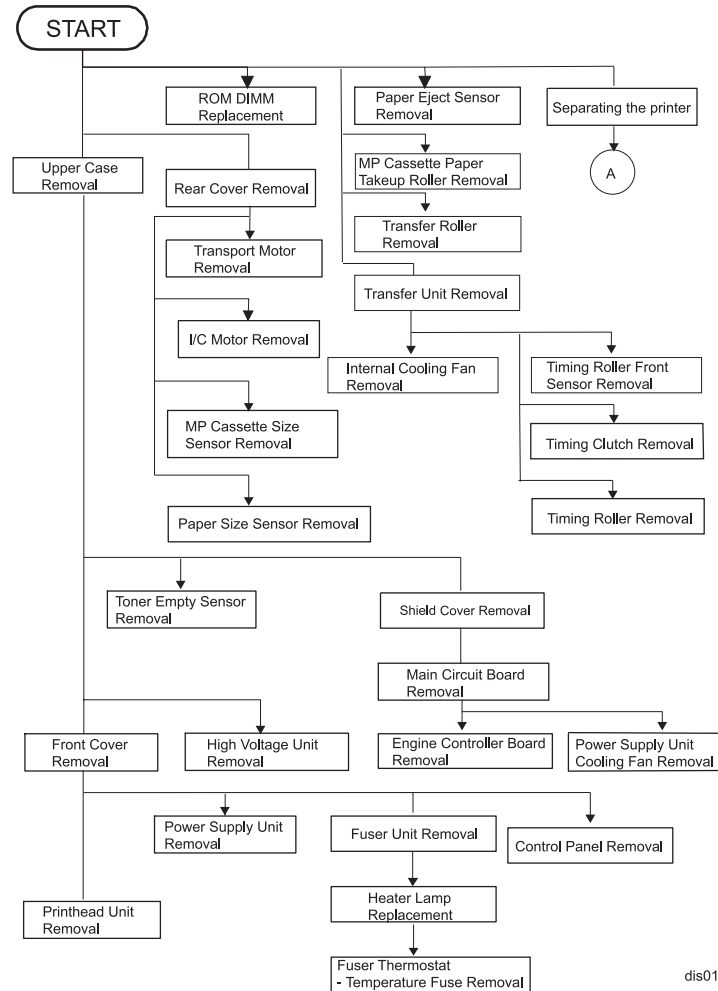 START
ROM DIMM
Replacement
Paper Eject Sensor
Removal
Separating the printer
A
Upper Case
Removal
Rear Cover Removal
MP Cassette Paper
Takeup Roller Removal
Transfer Roller
Removal
Transport Motor
Removal
Transfer Unit Removal
I/C Motor Removal
Internal Cooling Fan
Removal
Timing Roller Front
Sensor Removal
MP Cassette Size
Sensor Removal
Timing Clutch Removal
Paper Size Sensor Removal
Timing Roller Removal
Toner Empty Sensor
Removal
Shield Cover Removal
Main Circuit Board
Removal
Front Cover
Removal
High Voltage Unit
Removal
Engine Controller Board
Removal
Power Supply Unit
Cooling Fan Removal
Power Supply Unit
Removal
Fuser Unit Removal
Control Panel Removal
Printhead Unit
Removal
Heater Lamp
Replacement
Fuser Thermostat
- Temperature Fuse Removal
dis01